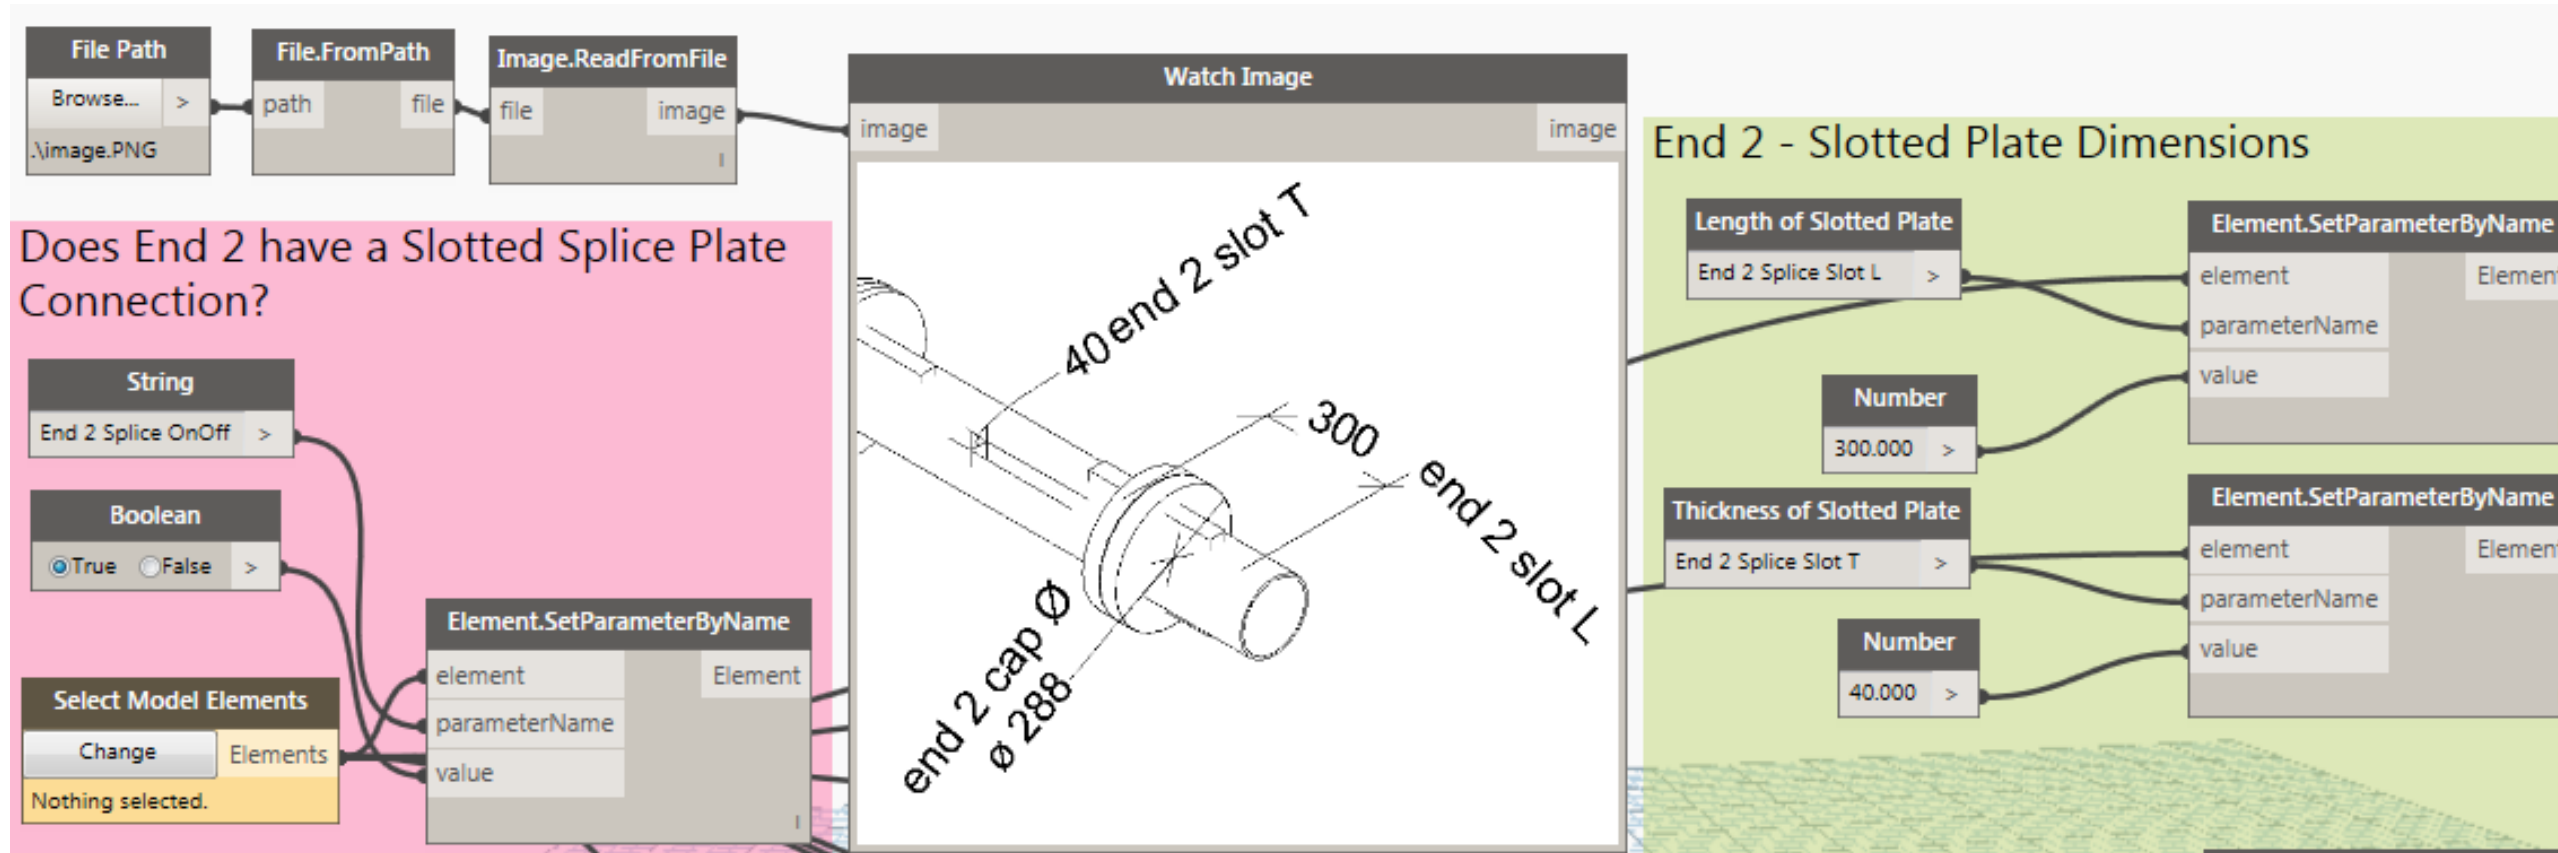 File Path
Browse...
>
.\image.PNG
File.FromPath
path
file
Image.ReadFromFile
file
image
Watch Image
image
image
40 end 2 slot T
300
end 2 slot L
end 2 cap Ø
ø 288
Does End 2 have a Slotted Splice Plate
Connection?
String
End 2 Splice OnOff >
Boolean
True False >
Select Model Elements
Change Elements
Nothing selected.
Element.SetParameterByName
element Element
parameterName
value
End 2 - Slotted Plate Dimensions
Length of Slotted Plate
End 2 Splice Slot L >
Number
300.000 >
Element.SetParameterByName
element Element
parameterName
value
Thickness of Slotted Plate
End 2 Splice Slot T >
Number
40.000 >
Element.SetParameterByName
element Element
parameterName
value